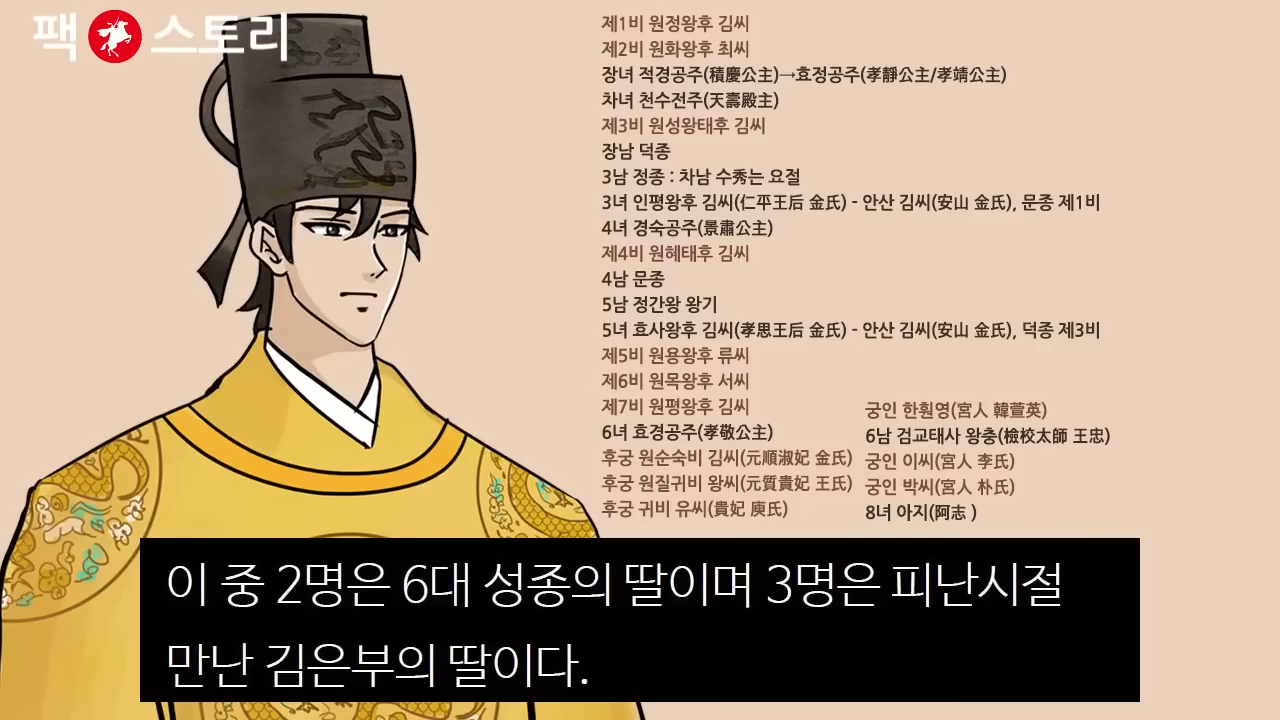 팩스토리
제1비 원정왕후 김씨
제2비 원화왕후 최씨
장녀 적경공주(積慶公主)→효정공주(孝靜公主/孝靖公主)
차녀 천수전주(天壽殿主)
제3비 원성왕태후 김씨
장남 덕종
3남 정종 : 차남 수秀는 요절
3녀 인평왕후 김씨(仁平王后 金氏) - 안산 김씨(安山 金氏), 문종 제1비
4녀 경숙공주(景肅公主)
제4비 원혜태후 김씨
4남 문종
5남 정간왕 왕기
5녀 효사왕후 김씨(孝思王后 金氏) - 안산 김씨(安山 金氏), 덕종 제3비
제5비 원용왕후 류씨
제6비 원목왕후 서씨
제7비 원평왕후 김씨
6녀 효경공주(孝敬公主)
후궁 원순숙비 김씨(元順淑妃 金氏)
후궁 원질귀비 왕씨(元質貴妃 王氏)
후궁 귀비 유씨(貴妃 庾氏)
궁인 한훤영(宮人 韓萱英)
6남 검교태사 왕충(檢校太師 王忠)
궁인 이씨(宮人 李氏)
궁인 박씨(宮人 朴氏)
8녀 아지(阿志 )
이 중 2명은 6대 성종의 딸이며 3명은 피난시절
만난 김은부의 딸이다.